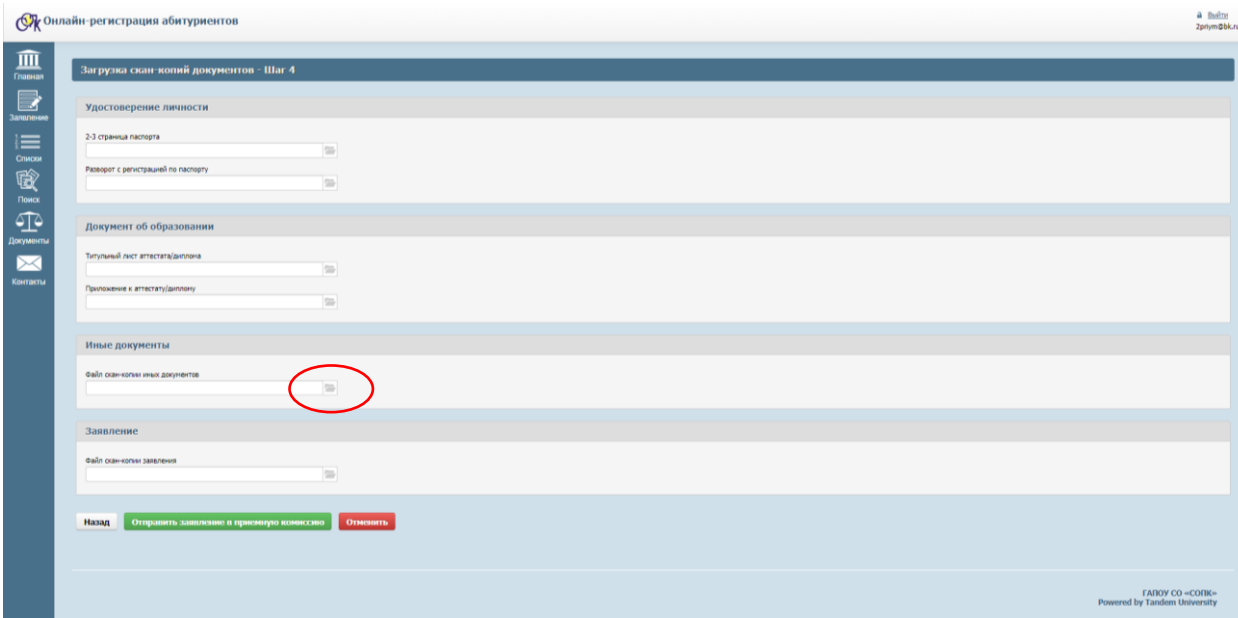 СОПК Онлайн-регистрация абитуриентов
Выйти
2priym@bk.ru
Главная
Заявление
Списки
Поиск
Документы
Контакты
Загрузка скан-копий документов - Шаг 4
Удостоверение личности
2-3 страница паспорта
Разворот с регистрацией по паспорту
Документ об образовании
Титульный лист аттестата/диплома
Приложение к аттестату/диплому
Иные документы
Файл скан-копии иных документов
Заявление
Файл скан-копии заявления
Назад
Отправить заявление в приемную комиссию
Отменить
ГАПОУ СО «СОПК»
Powered by Tandem University